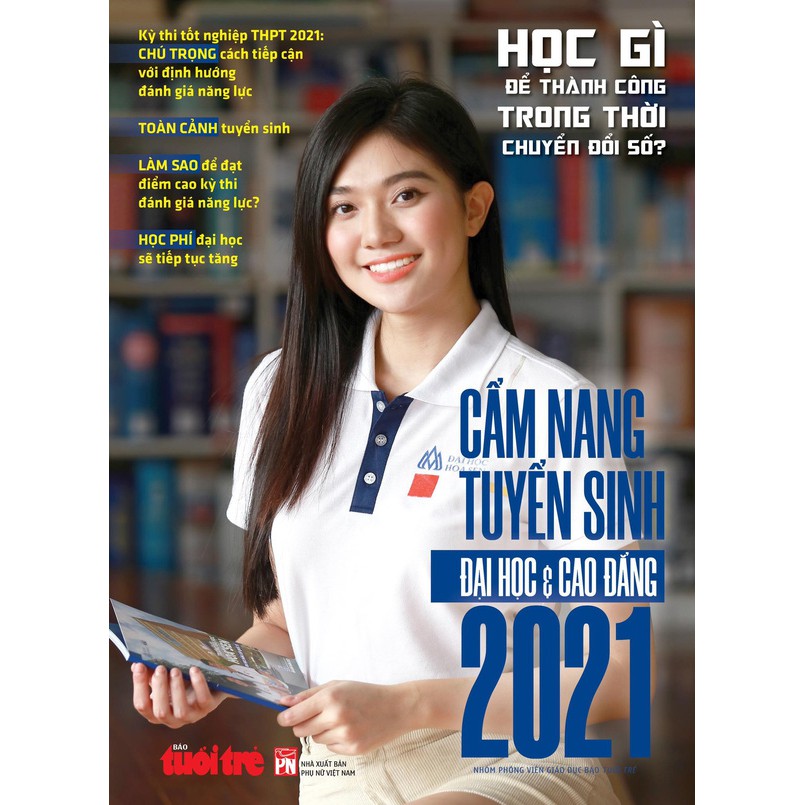 Kỳ thi tốt nghiệp THPT 2021:
CHÚ TRỌNG cách tiếp cận
với định hướng
đánh giá năng lực
TOÀN CẢNH tuyển sinh
LÀM SAO để đạt
điểm cao kỳ thi
đánh giá năng lực?
HỌC PHÍ đại học
sẽ tiếp tục tăng
HỌC GÌ
ĐỂ THÀNH CÔNG
TRONG THỜI
CHUYỂN ĐỔI SỐ?
ĐẠI HỌC
HOA SEN
CẨM NANG
TUYỂN SINH
ĐẠI HỌC & CAO ĐẲNG
2021
NHÓM PHÓNG VIÊN GIÁO DỤC BÁO TUỔI TRẺ
BÁO
tuổi trẻ
PN
NHÀ XUẤT BẢN
PHỤ NỮ VIỆT NAM